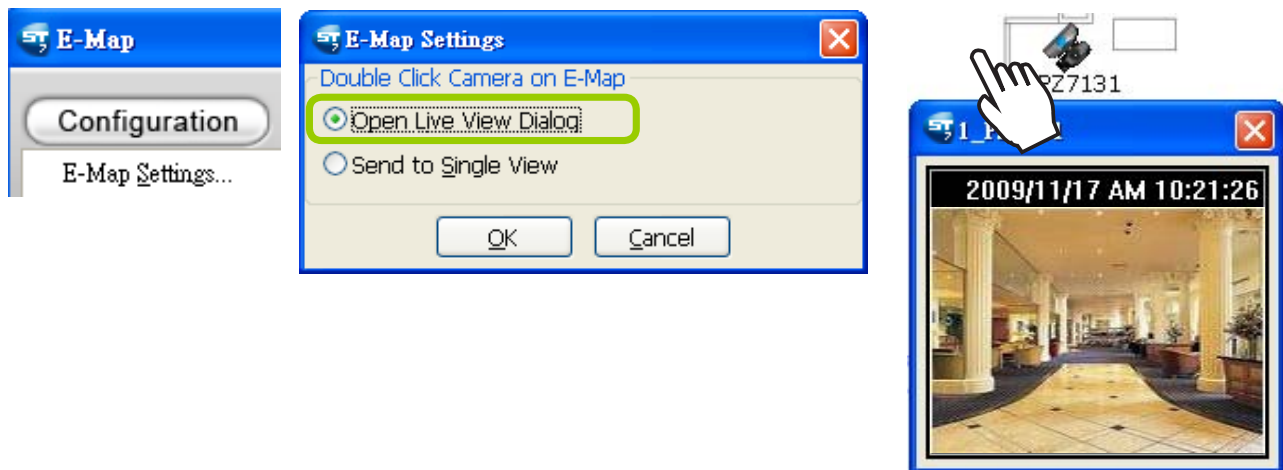 E-Map
Configuration
E-Map Settings...
E-Map Settings
Double Click Camera on E-Map
Open Live View Dialog
Send to Single View
OK
Cancel
PZ7131
2009/11/17 AM 10:21:26